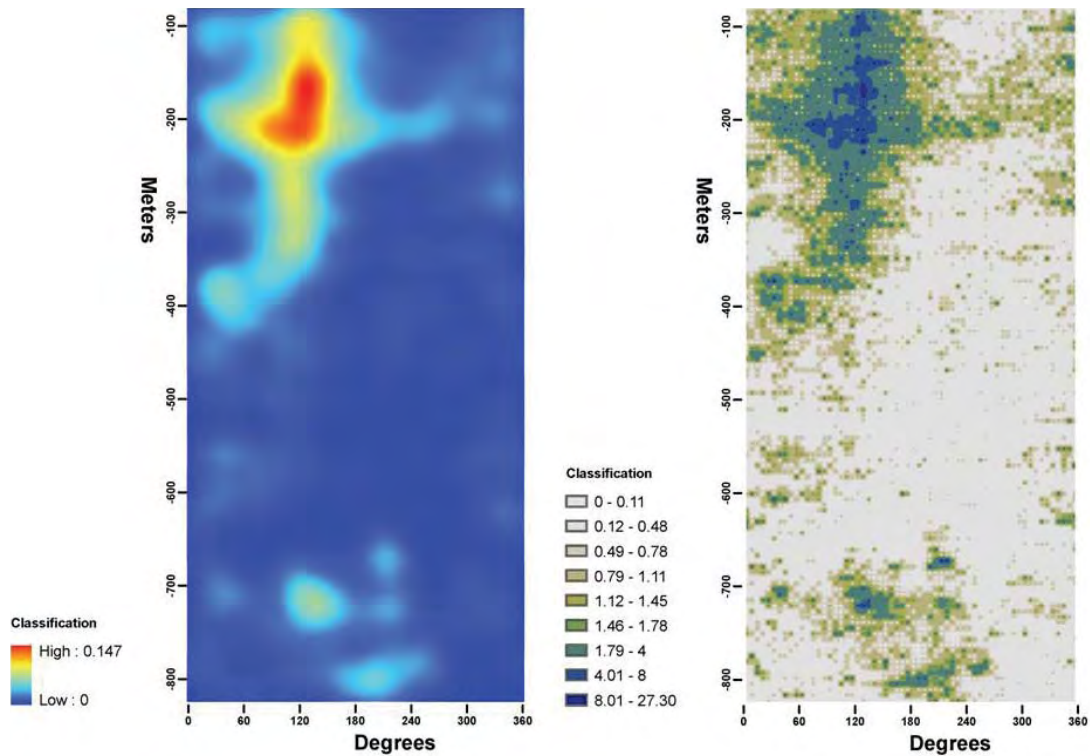 -100
-200
-300
-400
-500
-600
-700
-800
Meters
0 60 120 180 240 300 360
Degrees
Classification
High : 0.147
Low : 0
-100
-200
-300
-400
-500
-600
-700
-800
Meters
0 60 120 180 240 300 360
Degrees
Classification
0 - 0.11
0.12 - 0.48
0.49 - 0.78
0.79 - 1.11
1.12 - 1.45
1.46 - 1.78
1.79 - 4
4.01 - 8
8.01 - 27.30